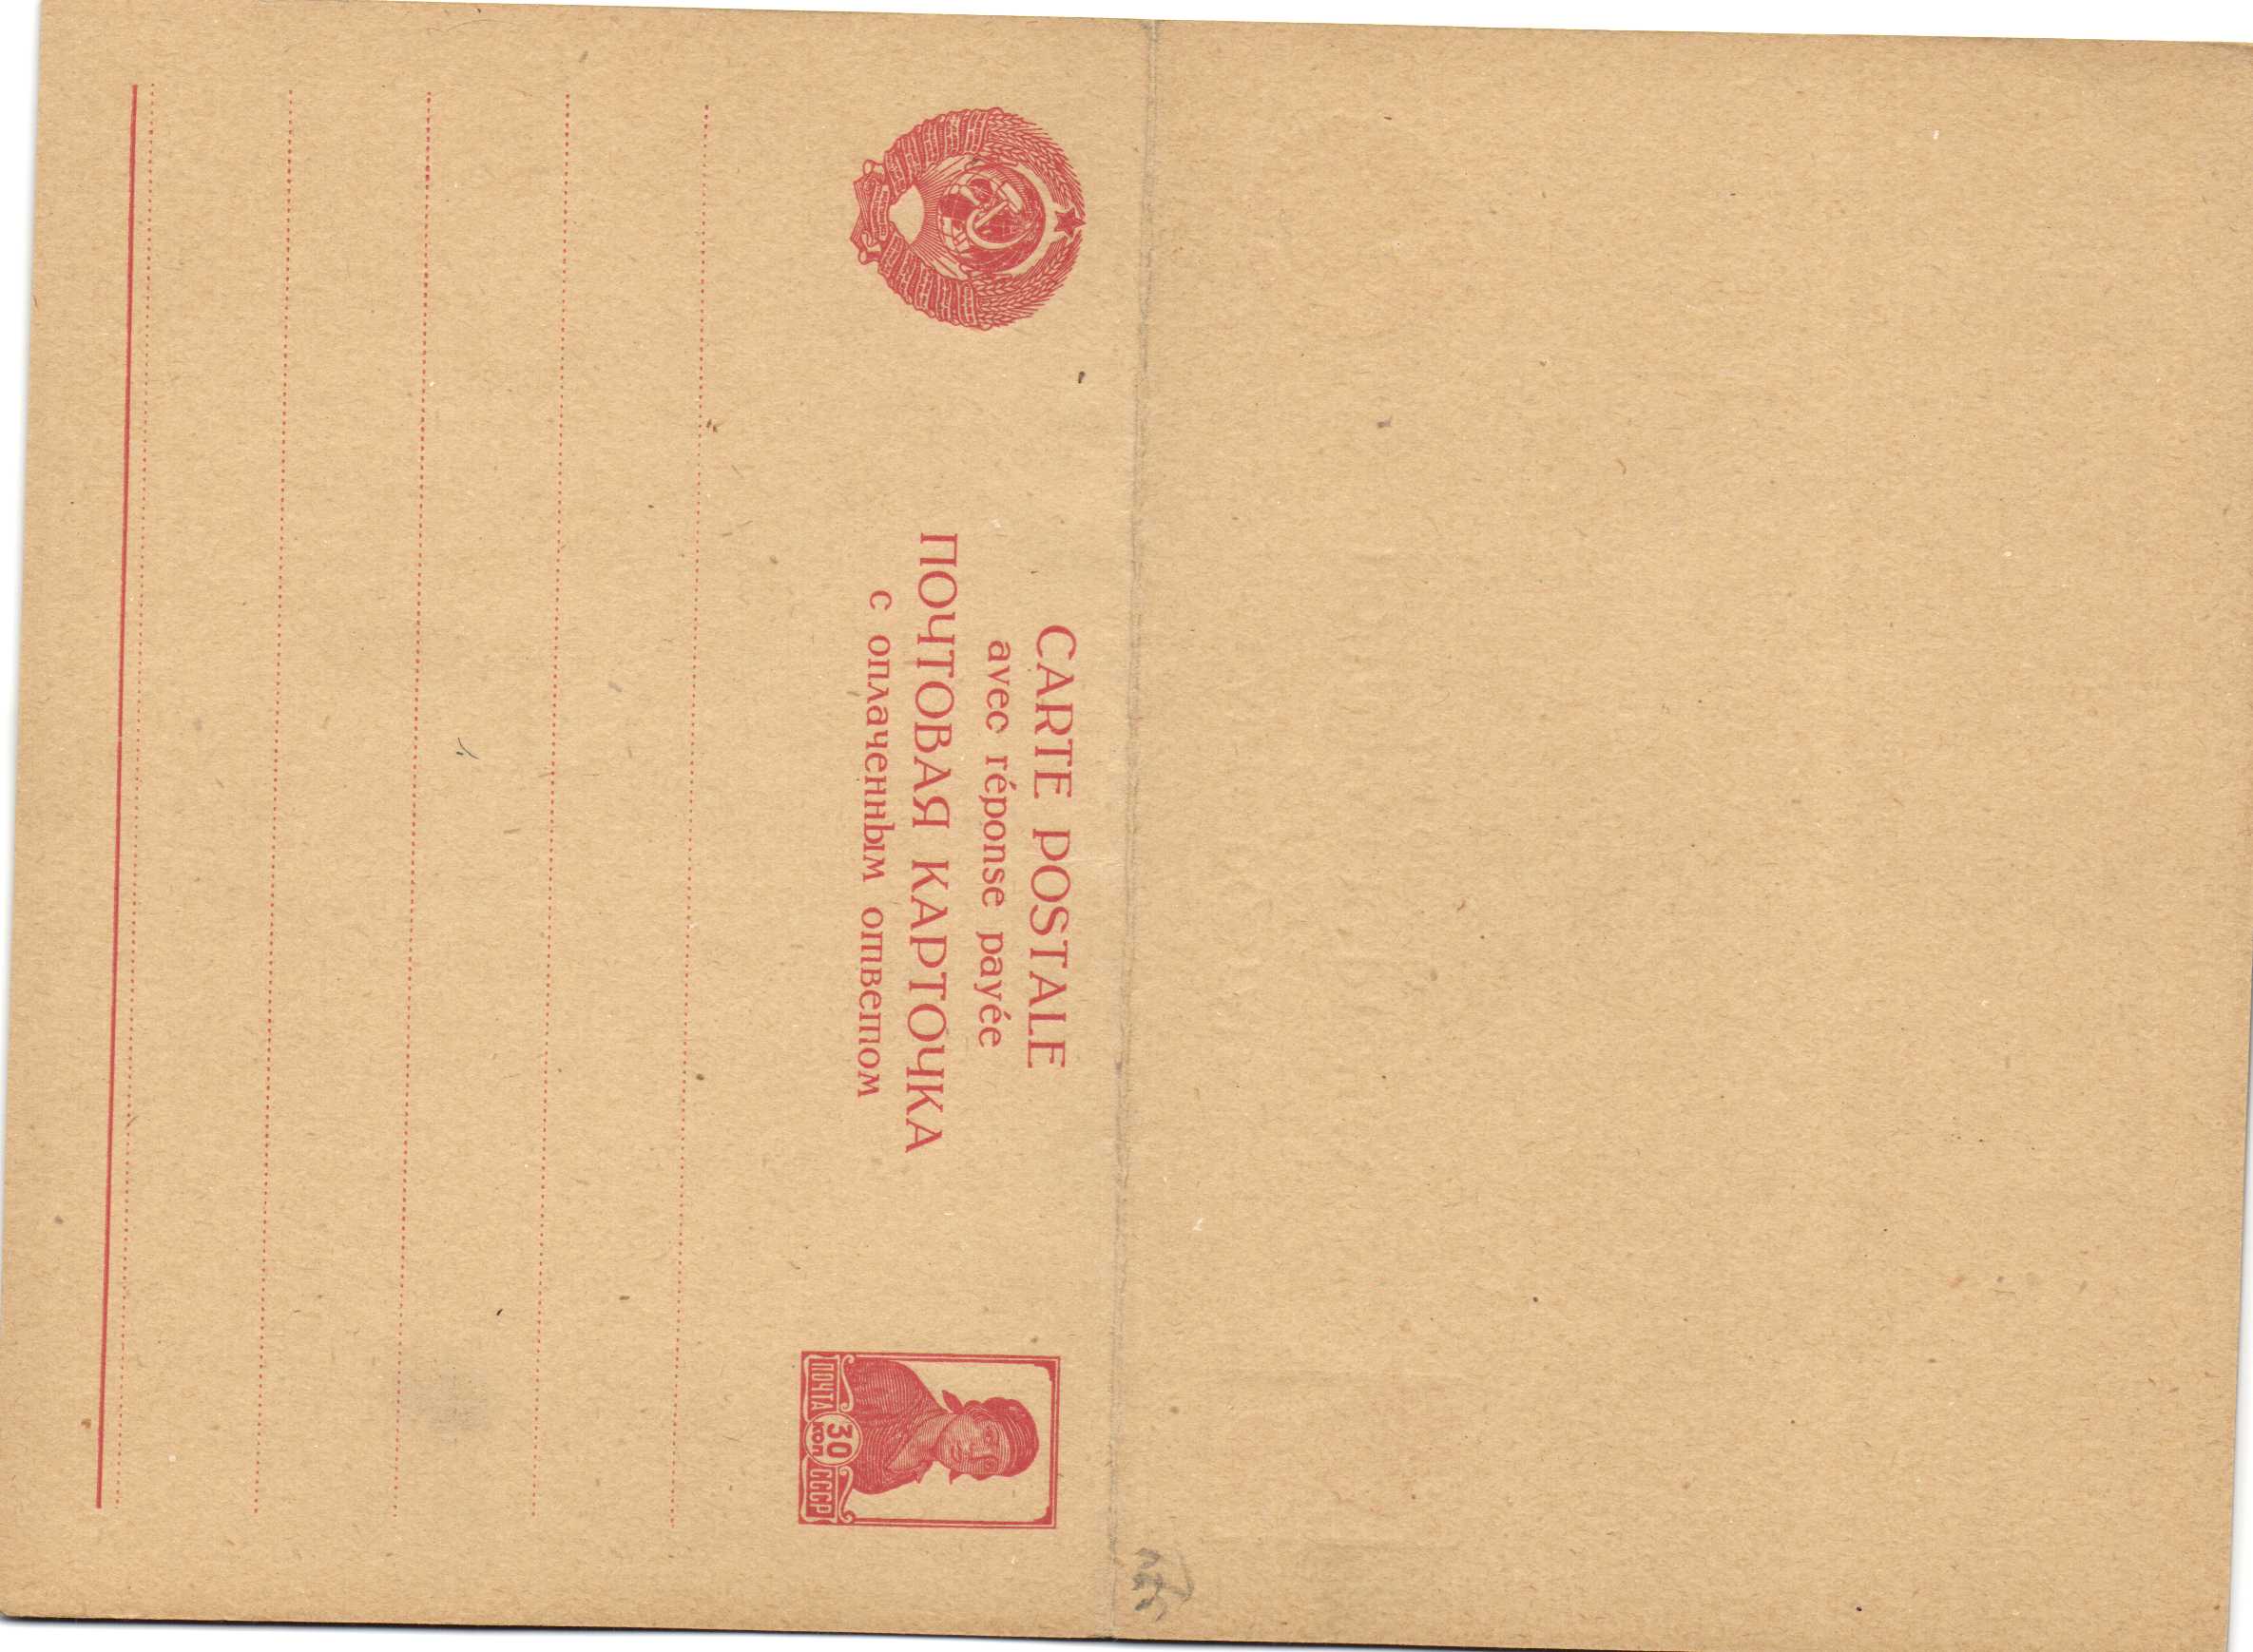 CARTE POSTALE
avec réponse payée
ПОЧТОВАЯ КАРТОЧКА
с оплаченным ответом
ПОЧТА 30 СССР
коп